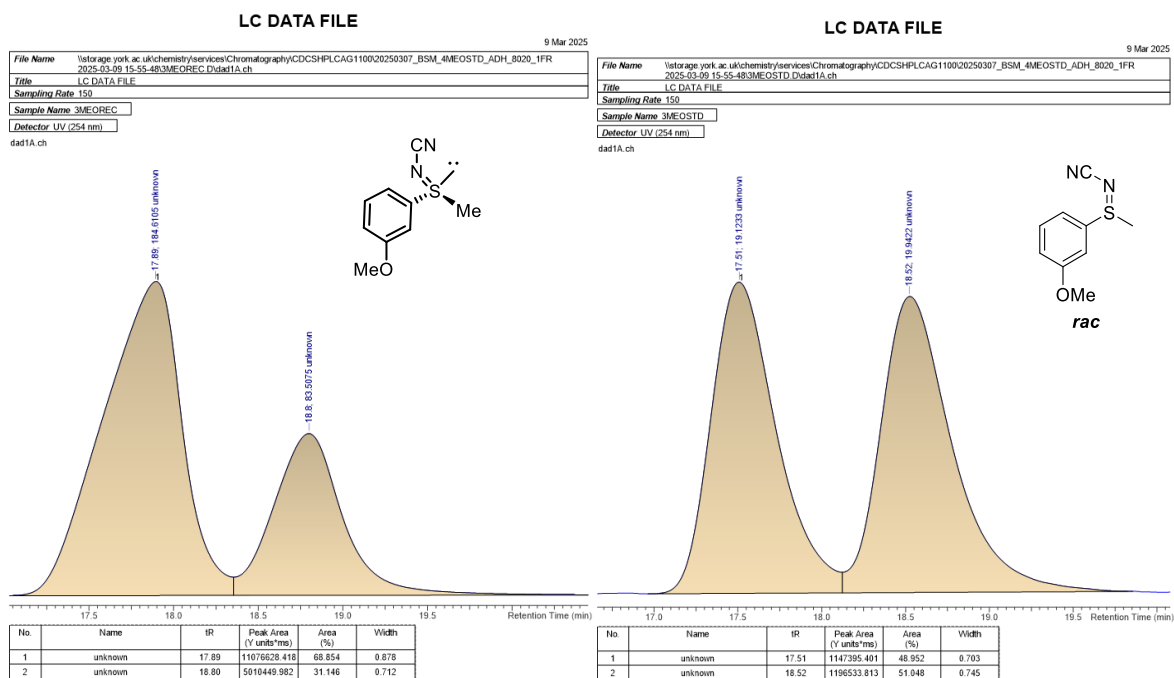 LC DATA FILE
9 Mar 2025
File Name \\storage.york.ac.uk\chemistry\services\Chromatography\CDCSHPLCAG1100\20250307_BSM_4MEOSTD_ADH_8020_1FR
2025-03-09 15-55-48\3MEOREC.D\dad1A.ch
Title LC DATA FILE
Sampling Rate 150
Sample Name 3MEOREC
Detector UV (254 nm)
dad1A.ch
CN
N
S
Me
MeO
17.89; 184.6105 unknown
18.8; 83.5075 unknown
17.5 18.0 18.5 19.0 19.5 Retention Time (min)
No. Name tR Peak Area (Y units*ms) Area (%) Width
1 unknown 17.89 11076628.418 68.854 0.878
2 unknown 18.80 5010449.982 31.146 0.712
LC DATA FILE
9 Mar 2025
File Name \\storage.york.ac.uk\chemistry\services\Chromatography\CDCSHPLCAG1100\20250307_BSM_4MEOSTD_ADH_8020_1FR
2025-03-09 15-55-48\3MEOSTD.D\dad1A.ch
Title LC DATA FILE
Sampling Rate 150
Sample Name 3MEOSTD
Detector UV (254 nm)
dad1A.ch
NC
N
S
OMe
rac
17.51; 19.1233 unknown
18.52; 19.9422 unknown
17.0 17.5 18.0 18.5 19.0 19.5 Retention Time (min)
No. Name tR Peak Area (Y units*ms) Area (%) Width
1 unknown 17.51 1147395.401 48.952 0.703
2 unknown 18.52 1196533.813 51.048 0.745